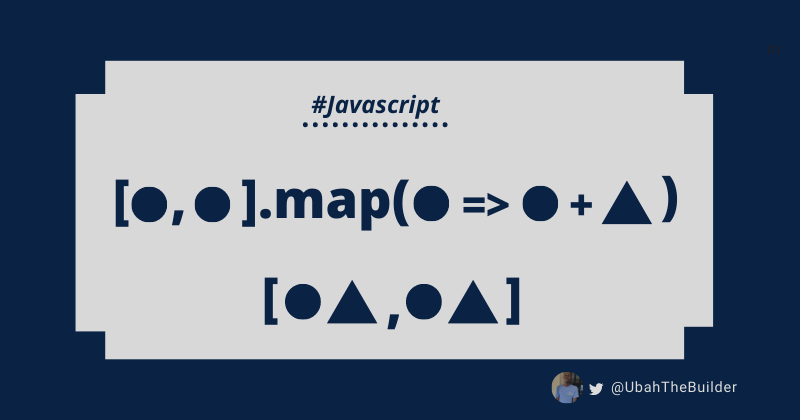 #Javascript
[●,●].map(● => ● + ▲)
[●▲,●▲]
@UbahTheBuilder